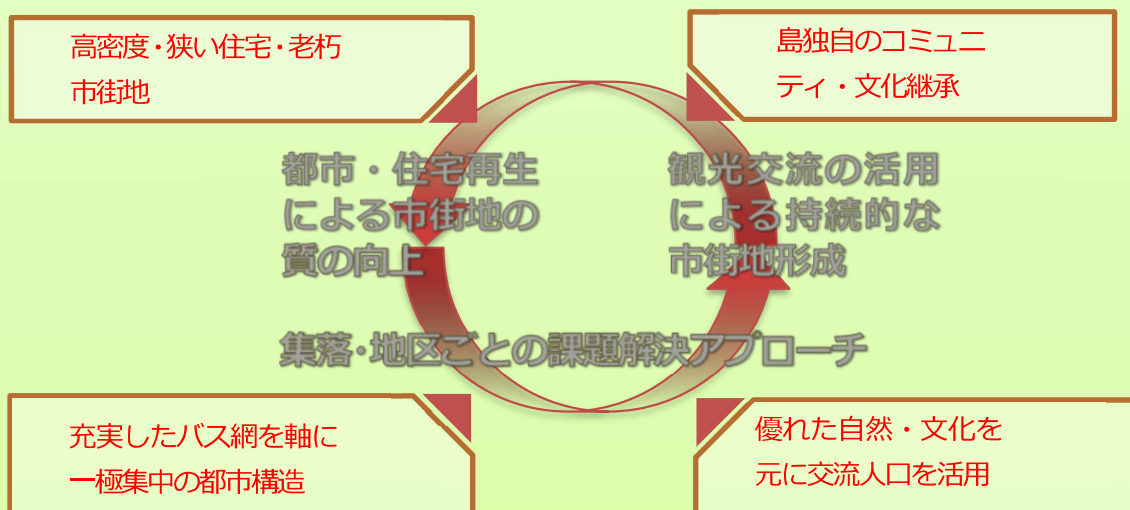 高密度・狭い住宅・老朽
市街地
島独自のコミュニ
ティ・文化継承
都市・住宅再生
による市街地の
質の向上
観光交流の活用
による持続的な
市街地形成
集落・地区ごとの課題解決アプローチ
充実したバス網を軸に
一極集中の都市構造
優れた自然・文化を
元に交流人口を活用